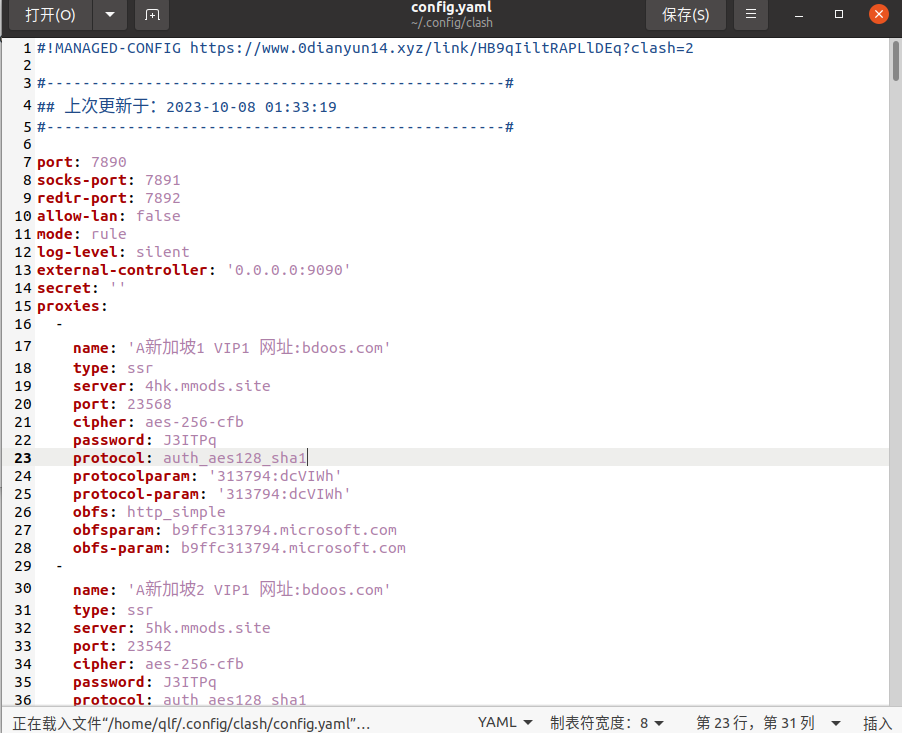 打开(O)
config.yaml
~/.config/clash
保存(S)
1 #!MANAGED-CONFIG https://www.0dianyun14.xyz/link/HB9qIiltRAPLlDEq?clash=2
2
3 #---------------------------------------------------#
4 ## 上次更新于：2023-10-08 01:33:19
5 #---------------------------------------------------#
6
7 port: 7890
8 socks-port: 7891
9 redir-port: 7892
10 allow-lan: false
11 mode: rule
12 log-level: silent
13 external-controller: '0.0.0.0:9090'
14 secret: ''
15 proxies:
16   -
17     name: 'A新加坡1 VIP1 网址:bdoos.com'
18     type: ssr
19     server: 4hk.mmods.site
20     port: 23568
21     cipher: aes-256-cfb
22     password: J3ITPq
23     protocol: auth_aes128_sha1
24     protocolparam: '313794:dcVIWh'
25     protocol-param: '313794:dcVIWh'
26     obfs: http_simple
27     obfsparam: b9ffc313794.microsoft.com
28     obfs-param: b9ffc313794.microsoft.com
29   -
30     name: 'A新加坡2 VIP1 网址:bdoos.com'
31     type: ssr
32     server: 5hk.mmods.site
33     port: 23542
34     cipher: aes-256-cfb
35     password: J3ITPq
36     protocol: auth_aes128_sha1
正在载入文件“/home/qlf/.config/clash/config.yaml”…
YAML
制表符宽度：8
第 23 行，第 31 列
插入